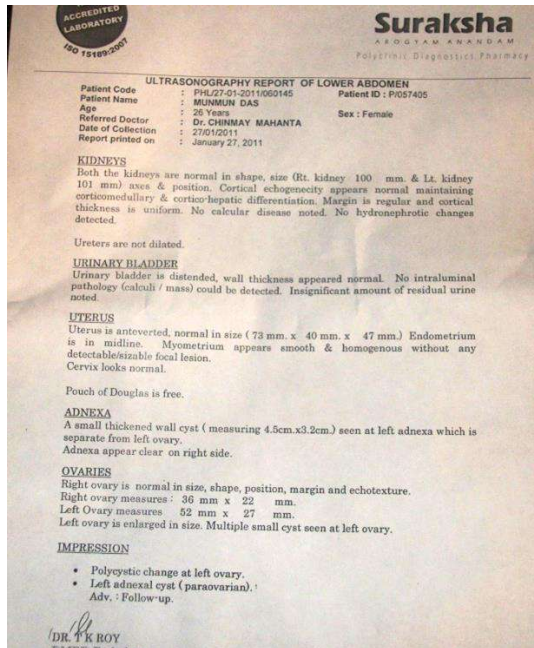 ACCREDITED
LABORATORY
ISO 15189:2007
Suraksha
AROGYAM ANANDAM
Polyclinic Diagnostics Pharmacy
ULTRASONOGRAPHY REPORT OF LOWER ABDOMEN
Patient Code : PHL/27-01-2011/060145 Patient ID : P/057405
Patient Name : MUNMUN DAS
Age : 26 Years Sex : Female
Referred Doctor : Dr. CHINMAY MAHANTA
Date of Collection : 27/01/2011
Report printed on : January 27, 2011
KIDNEYS
Both the kidneys are normal in shape, size (Rt. kidney 100 mm. & Lt. kidney
101 mm) axes & position. Cortical echogenecity appears normal maintaining
corticomedullary & cortico-hepatic differentiation. Margin is regular and cortical
thickness is uniform. No calcular disease noted. No hydronephrotic changes
detected.
Ureters are not dilated.
URINARY BLADDER
Urinary bladder is distended, wall thickness appeared normal. No intraluminal
pathology (calculi / mass) could be detected. Insignificant amount of residual urine
noted.
UTERUS
Uterus is anteverted, normal in size ( 73 mm. x 40 mm. x 47 mm.) Endometrium
is in midline. Myometrium appears smooth & homogenous without any
detectable/sizable focal lesion.
Cervix looks normal.
Pouch of Douglas is free.
ADNEXA
A small thickened wall cyst ( measuring 4.5cm.x3.2cm.) seen at left adnexa which is
separate from left ovary.
Adnexa appear clear on right side.
OVARIES
Right ovary is normal in size, shape, position, margin and echotexture.
Right ovary measures : 36 mm x 22 mm.
Left Ovary measures 52 mm x 27 mm.
Left ovary is enlarged in size. Multiple small cyst seen at left ovary.
IMPRESSION
• Polycystic change at left ovary.
• Left adnexal cyst ( paraovarian).
Adv. : Follow-up.
DR. T K ROY